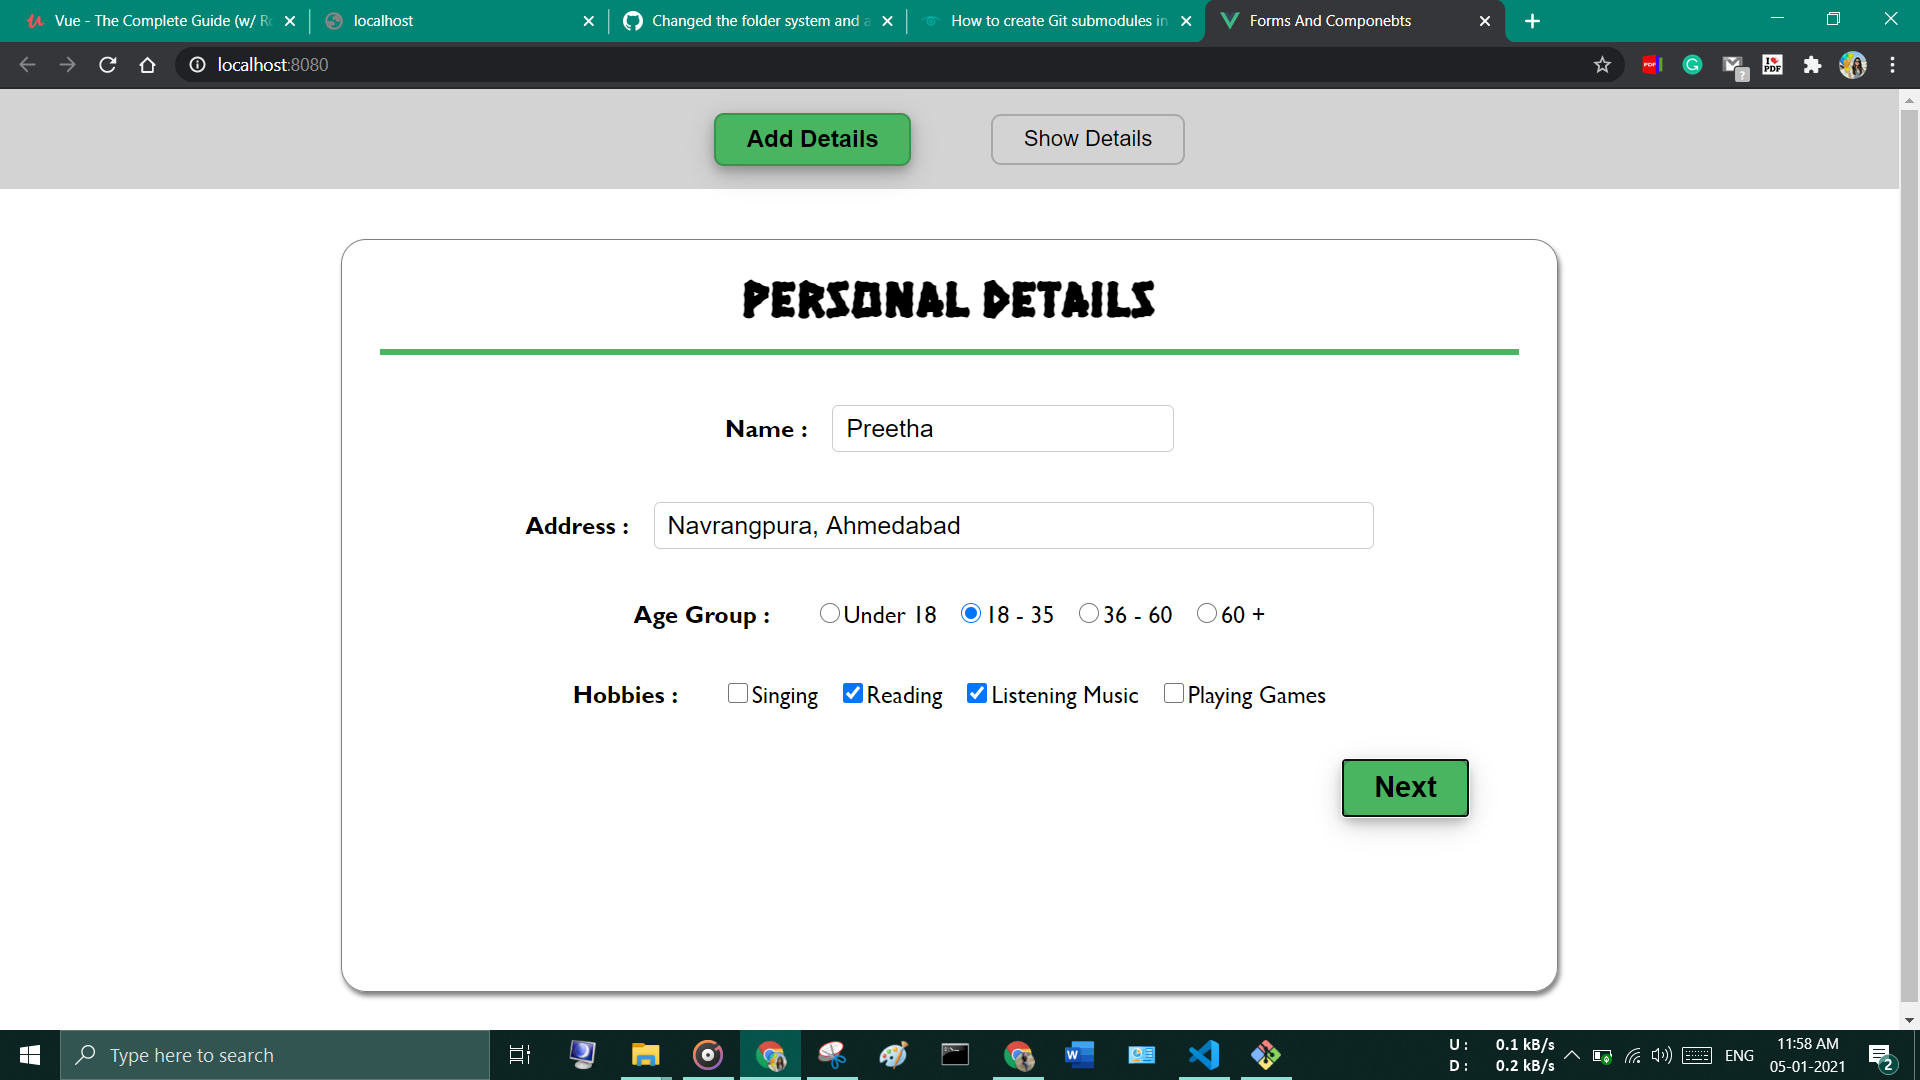 Vue - The Complete Guide (w/ Ro
localhost
Changed the folder system and a
How to create Git submodules in
Forms And Componebts
localhost:8080
Add Details
Show Details
PERSONAL DETAILS
Name : Preetha
Address : Navrangpura, Ahmedabad
Age Group : Under 18 18 - 35 36 - 60 60 +
Hobbies : Singing Reading Listening Music Playing Games
Next
Type here to search
U : 0.1 kB/s
D : 0.2 kB/s
ENG
11:58 AM
05-01-2021
2